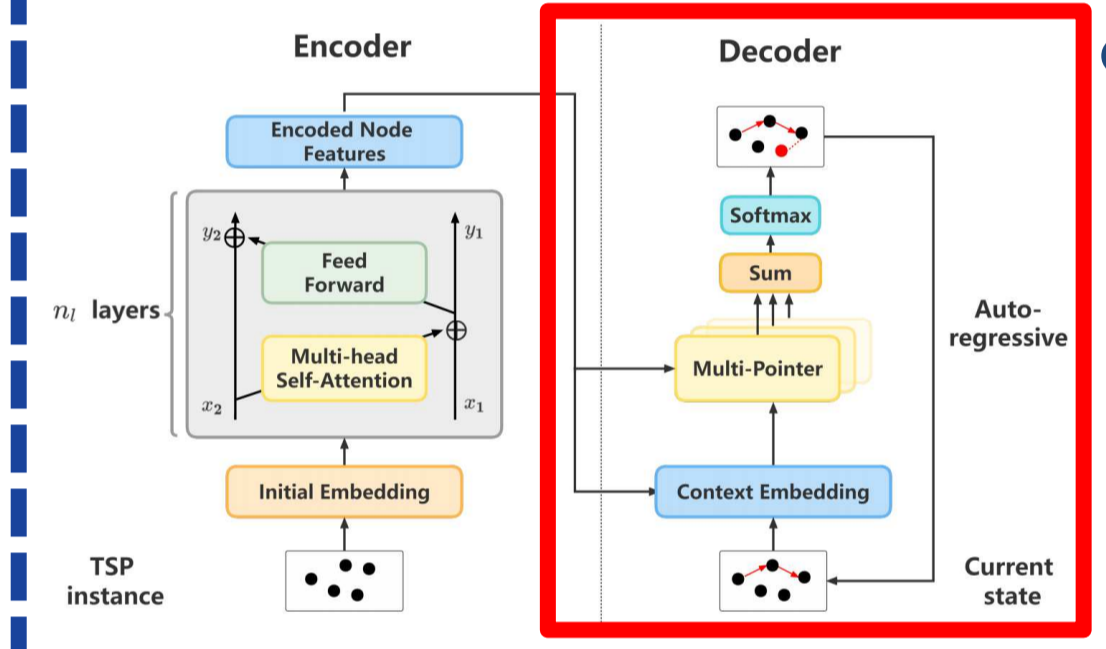 Encoder
Decoder
Encoded Node
Features
y₂
y₁
Feed
Forward
nₗ layers
Multi-head
Self-Attention
x₂
x₁
Initial Embedding
TSP
instance
Softmax
Sum
Multi-Pointer
Auto-
regressive
Context Embedding
Current
state